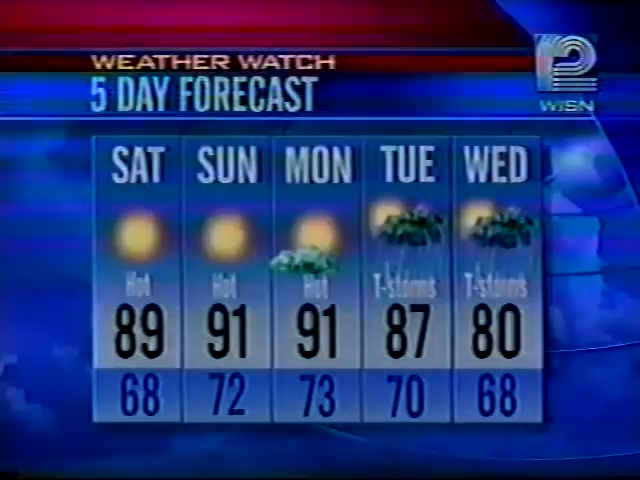 WEATHER WATCH
5 DAY FORECAST
12
WISN
SAT SUN MON TUE WED
Hot Hot Hot T-storms T-storms
89 91 91 87 80
68 72 73 70 68